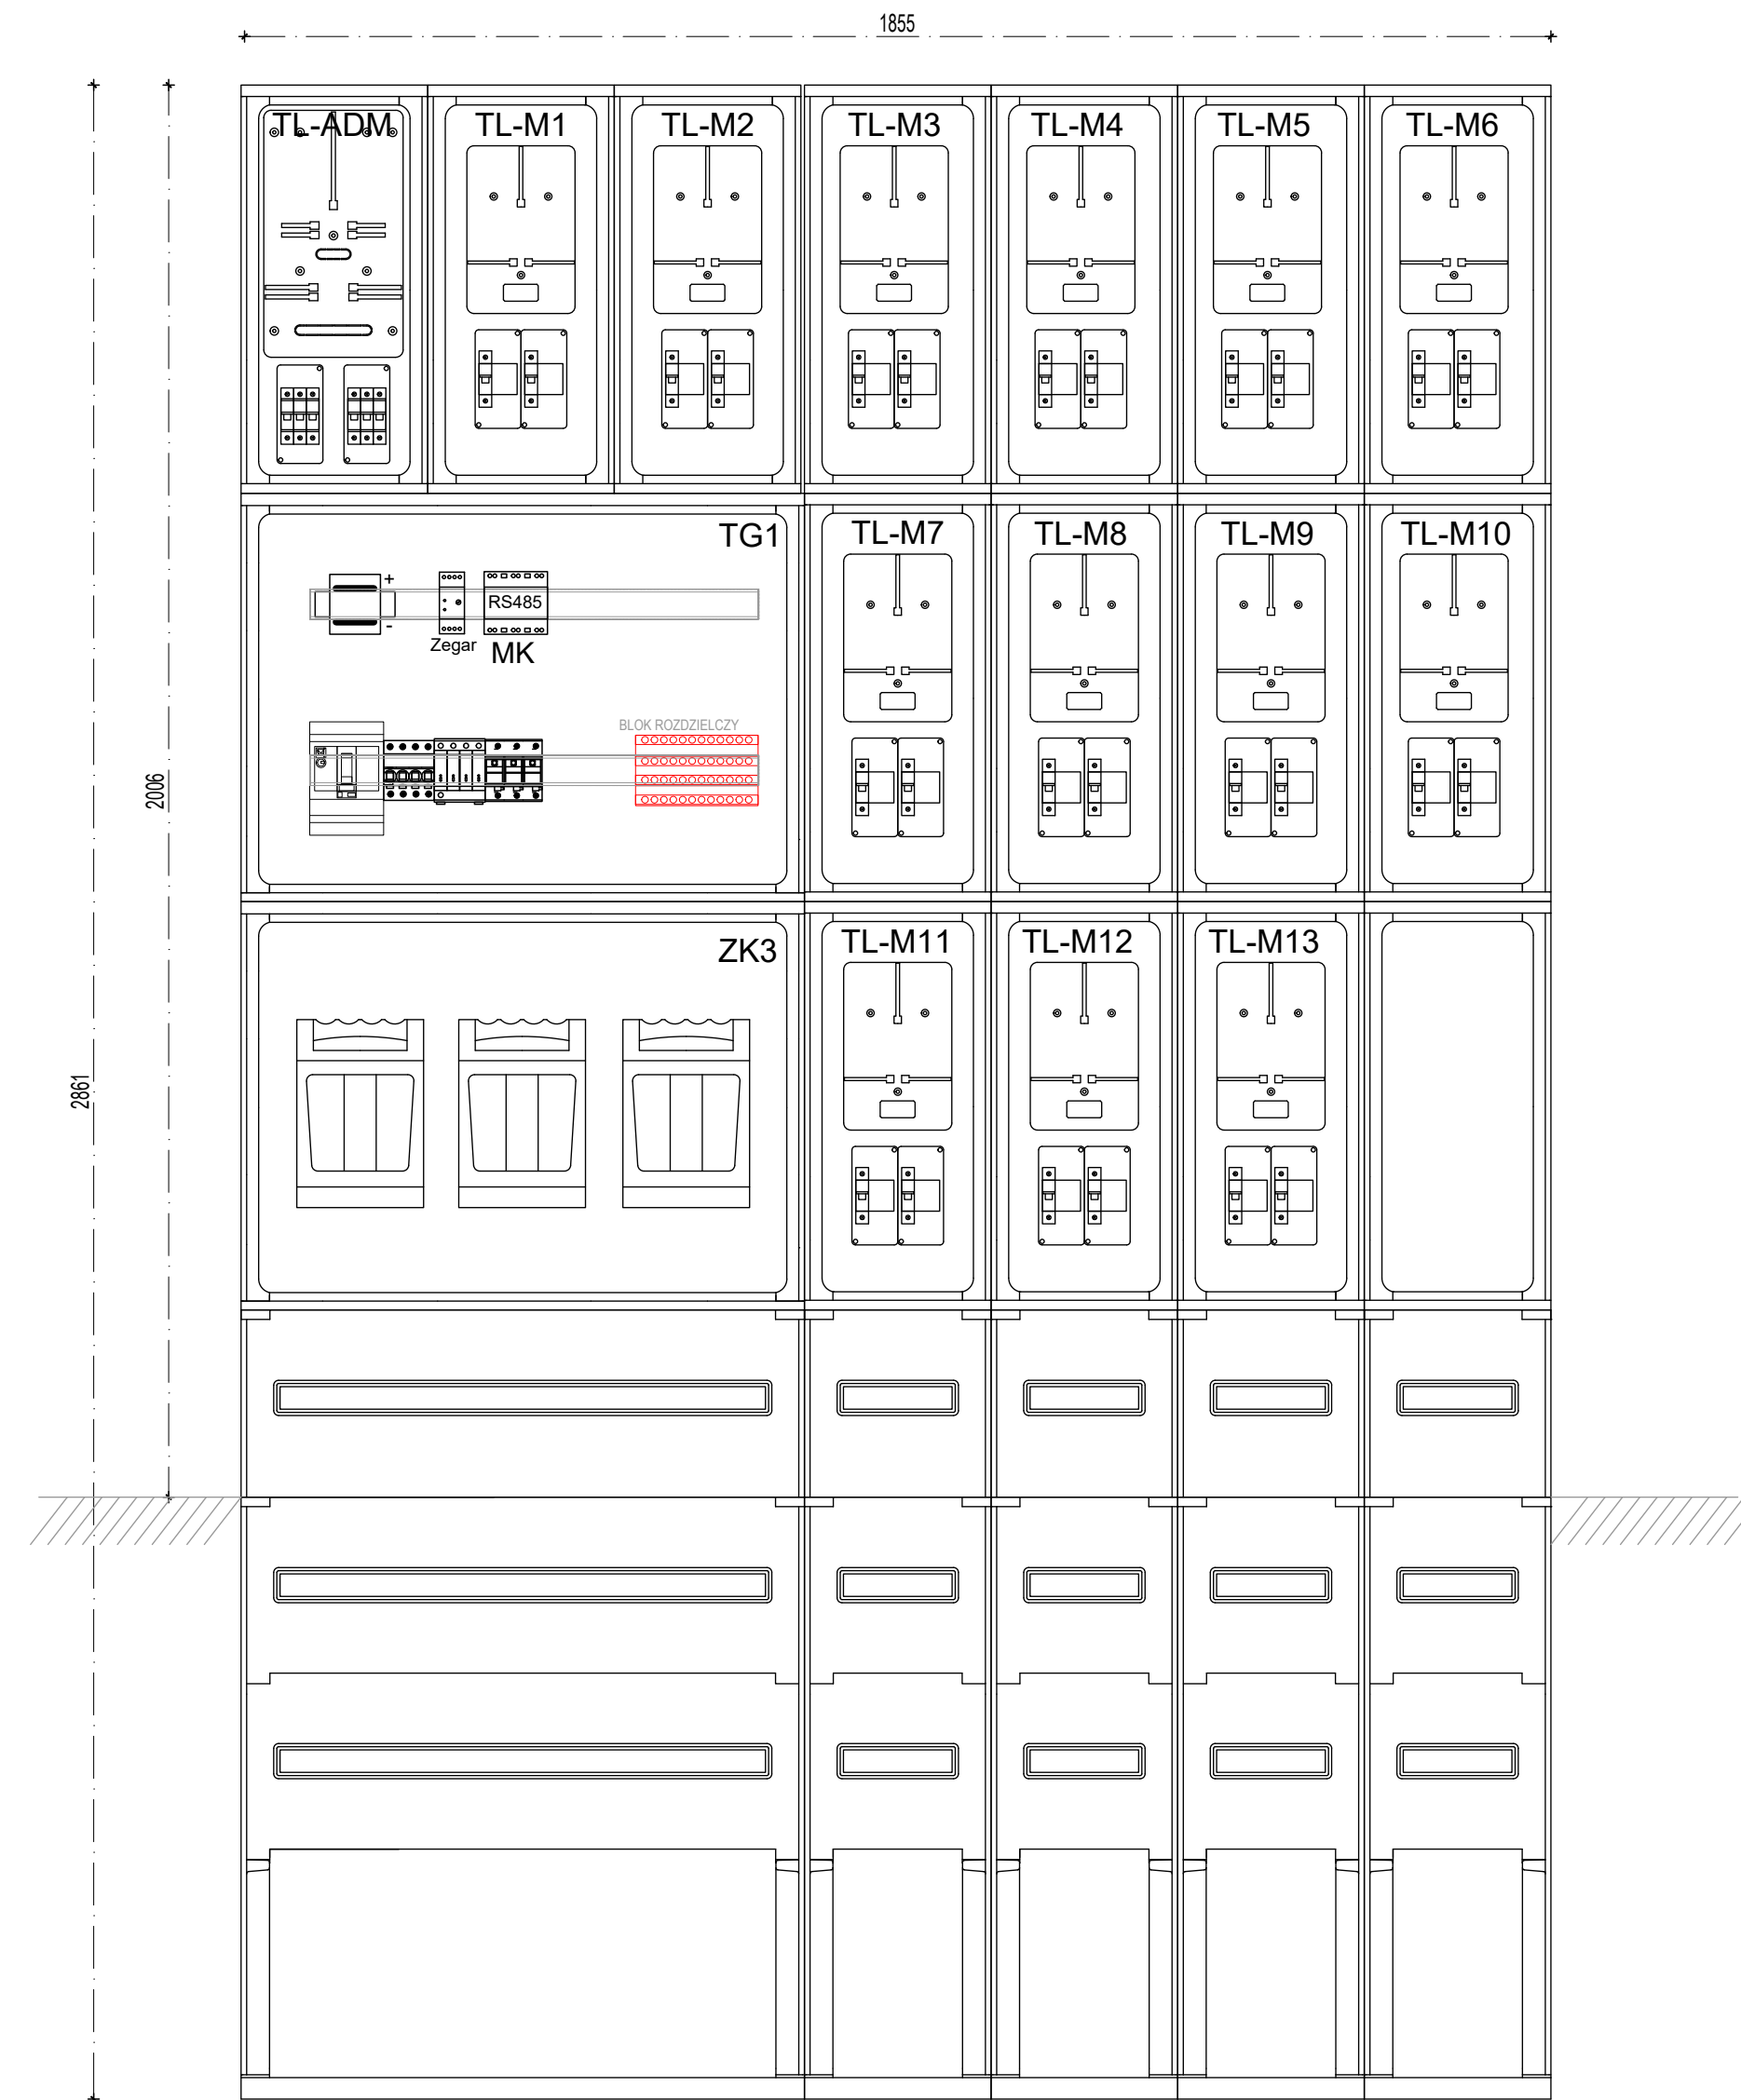 1855
TL-ADM
TL-M1
TL-M2
TL-M3
TL-M4
TL-M5
TL-M6
TG1
TL-M7
TL-M8
TL-M9
TL-M10
+
-
RS485
Zegar
MK
BLOK ROZDZIELCZY
2006
ZK3
TL-M11
TL-M12
TL-M13
2861